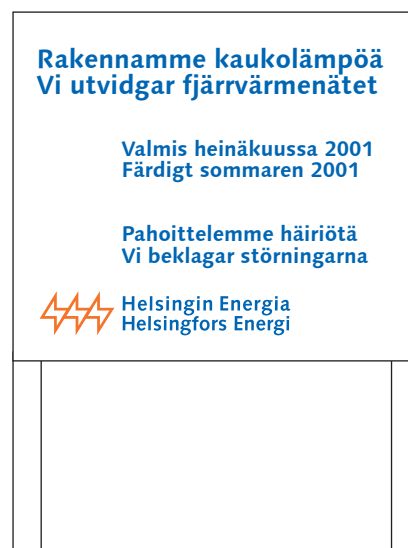 Rakennamme kaukolämpöä
Vi utvidgar fjärrvärmenätet
Valmis heinäkuussa 2001
Färdigt sommaren 2001
Pahoittelemme häiriötä
Vi beklagar störningarna
Helsingin Energia
Helsingfors Energi